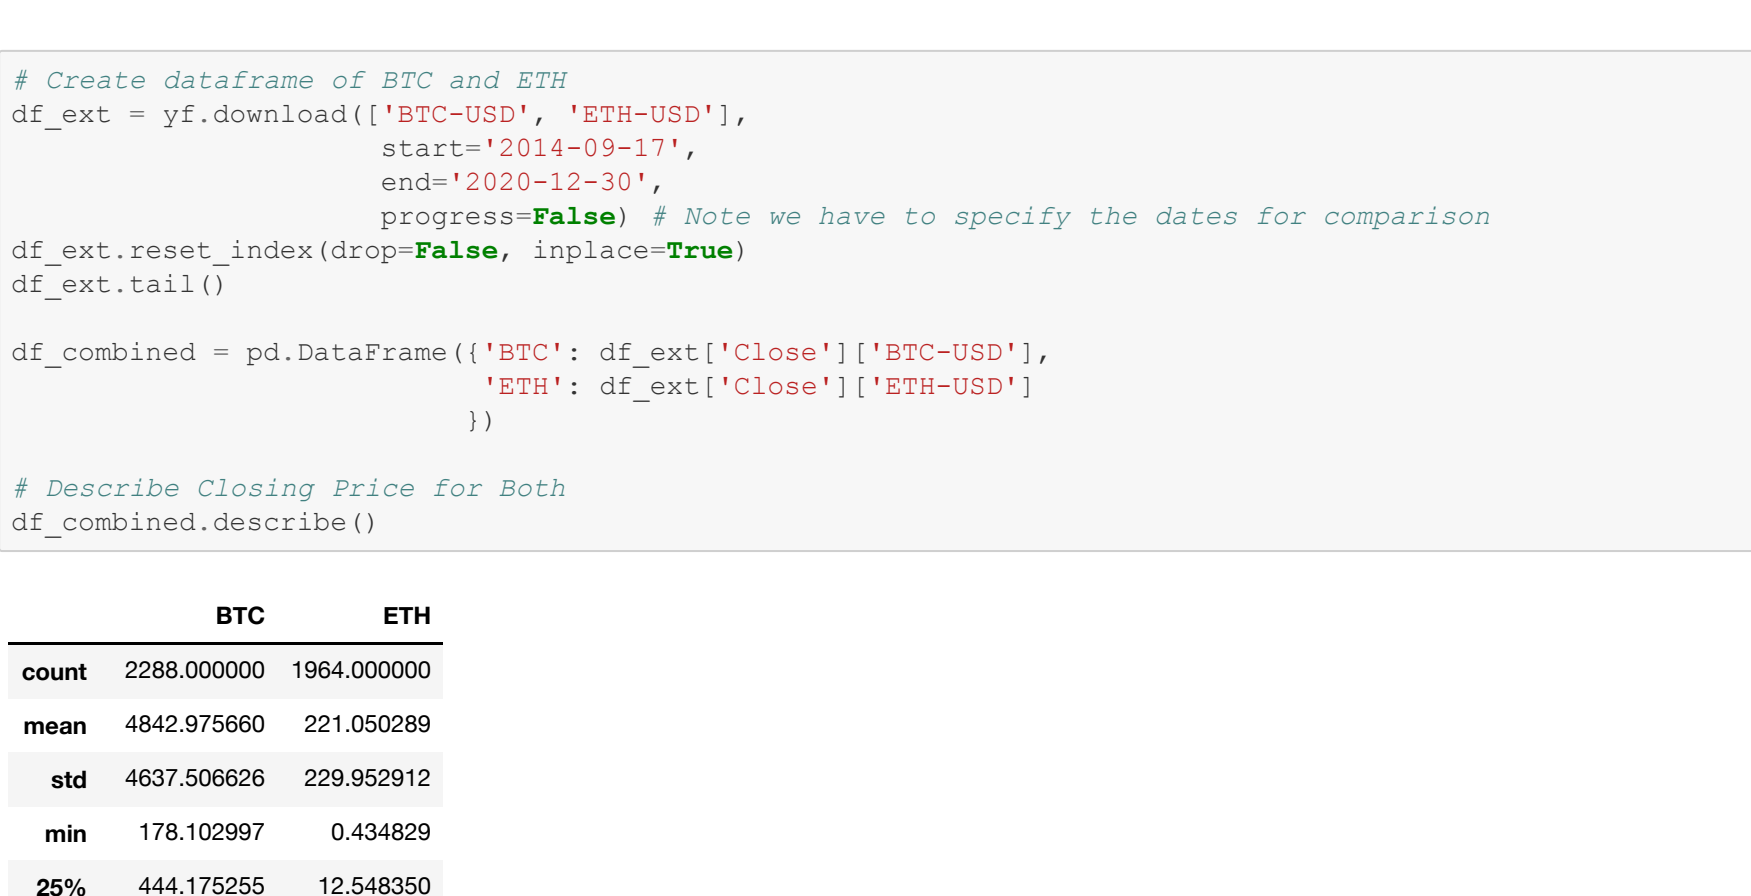 # Create dataframe of BTC and ETH
df_ext = yf.download(['BTC-USD', 'ETH-USD'],
                      start='2014-09-17',
                      end='2020-12-30',
                      progress=False) # Note we have to specify the dates for comparison
df_ext.reset_index(drop=False, inplace=True)
df_ext.tail()

df_combined = pd.DataFrame({'BTC': df_ext['Close']['BTC-USD'],
                            'ETH': df_ext['Close']['ETH-USD']
                           })

# Describe Closing Price for Both
df_combined.describe()

BTC ETH
count 2288.000000 1964.000000
mean 4842.975660 221.050289
std 4637.506626 229.952912
min 178.102997 0.434829
25% 444.175255 12.548350